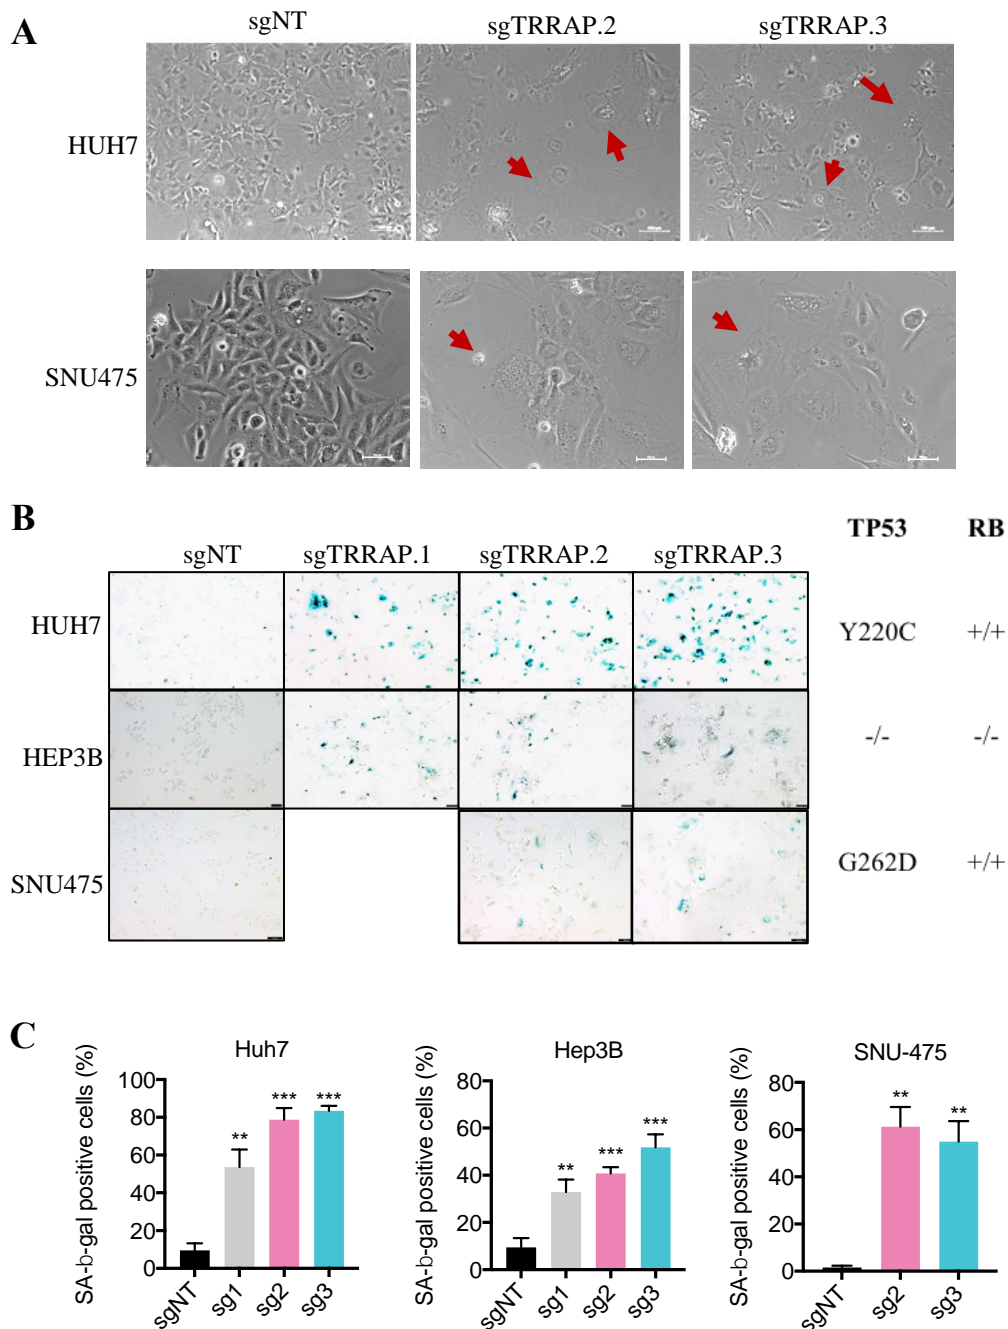 A
sgNT sgTRRAP.2 sgTRRAP.3
HUH7
SNU475
B
TP53 RB
sgNT sgTRRAP.1 sgTRRAP.2 sgTRRAP.3
HUH7 Y220C +/+
HEP3B -/- -/-
SNU475 G262D +/+
C
Huh7
SA-b-gal positive cells (%)
100
80
60
40
20
0
** *** ***
sgNT sg1 sg2 sg3
Hep3B
SA-b-gal positive cells (%)
80
60
40
20
0
** *** ***
sgNT sg1 sg2 sg3
SNU-475
SA-b-gal positive cells (%)
80
60
40
20
0
** **
sgNT sg2 sg3